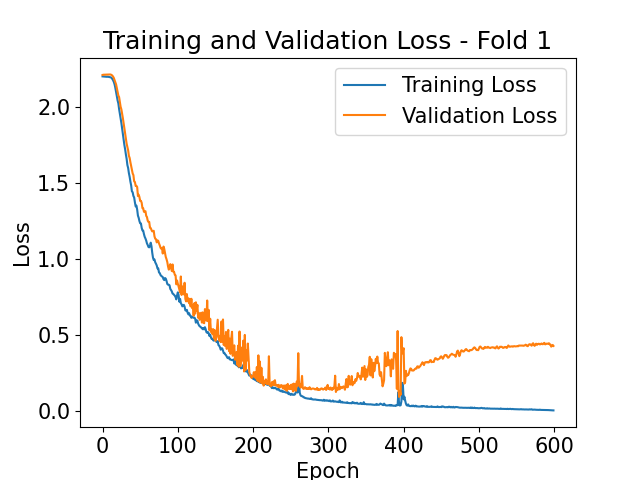 Training and Validation Loss - Fold 1
Training Loss
Validation Loss
Loss
2.0
1.5
1.0
0.5
0.0
0 100 200 300 400 500 600
Epoch